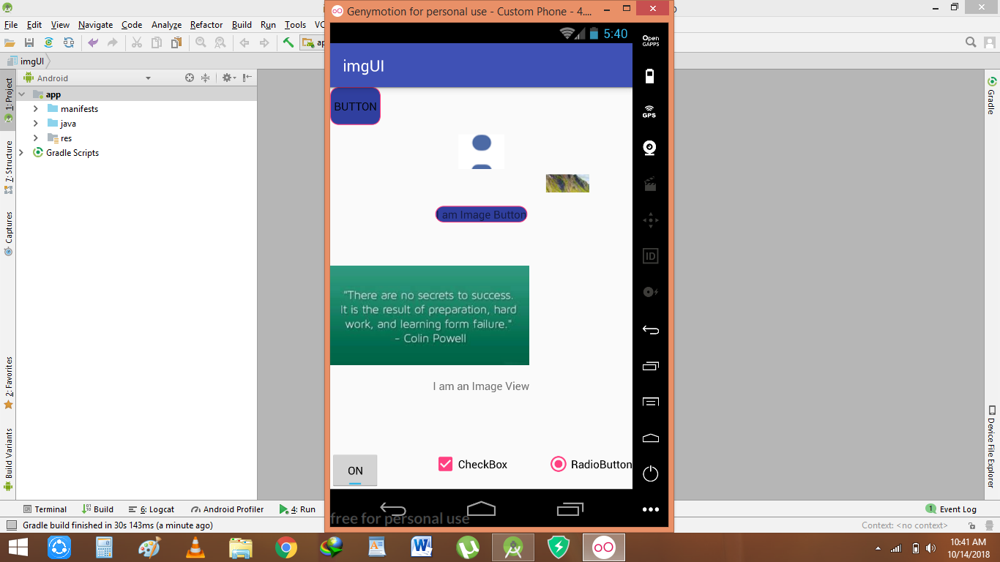 Genymotion for personal use - Custom Phone - 4....
File Edit View Navigate Code Analyze Refactor Build Run Tools VC
imgUI
Android
1: Project
app
manifests
java
res
Gradle Scripts
7: Structure
Captures
2: Favorites
Build Variants
5:40
imgUI
BUTTON
I am Image Button
"There are no secrets to success.
It is the result of preparation, hard
work, and learning form failure."
- Colin Powell
I am an Image View
ON
CheckBox
RadioButton
free for personal use
Open
GAPPS
GPS
ID
Gradle
Device File Explorer
Terminal Build 6: Logcat Android Profiler 4: Run Event Log
Gradle build finished in 30s 143ms (a minute ago) Context: <no context>
10:41 AM
10/14/2018